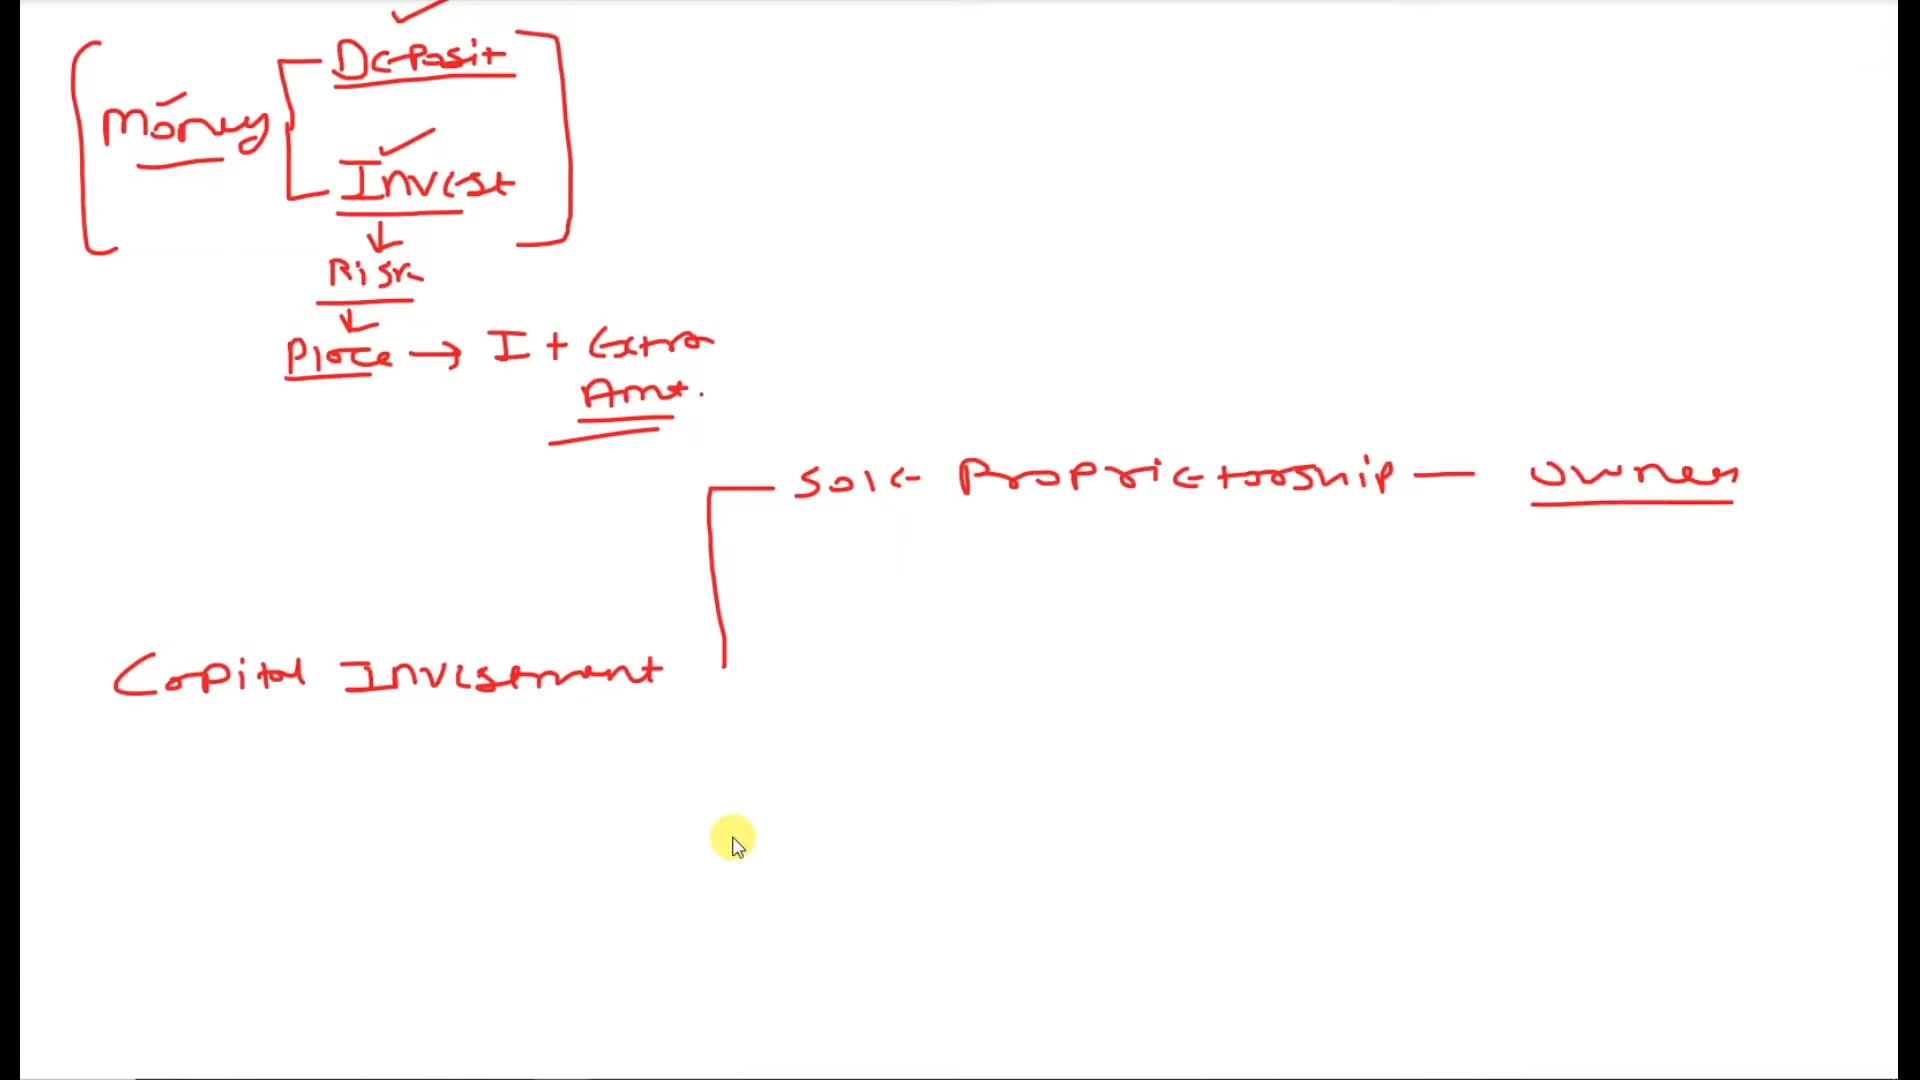 Deposit
Money
Invest
Risk
Place → I + Extra
Amt.
Sole Proprietorship — owner
Capital Investment